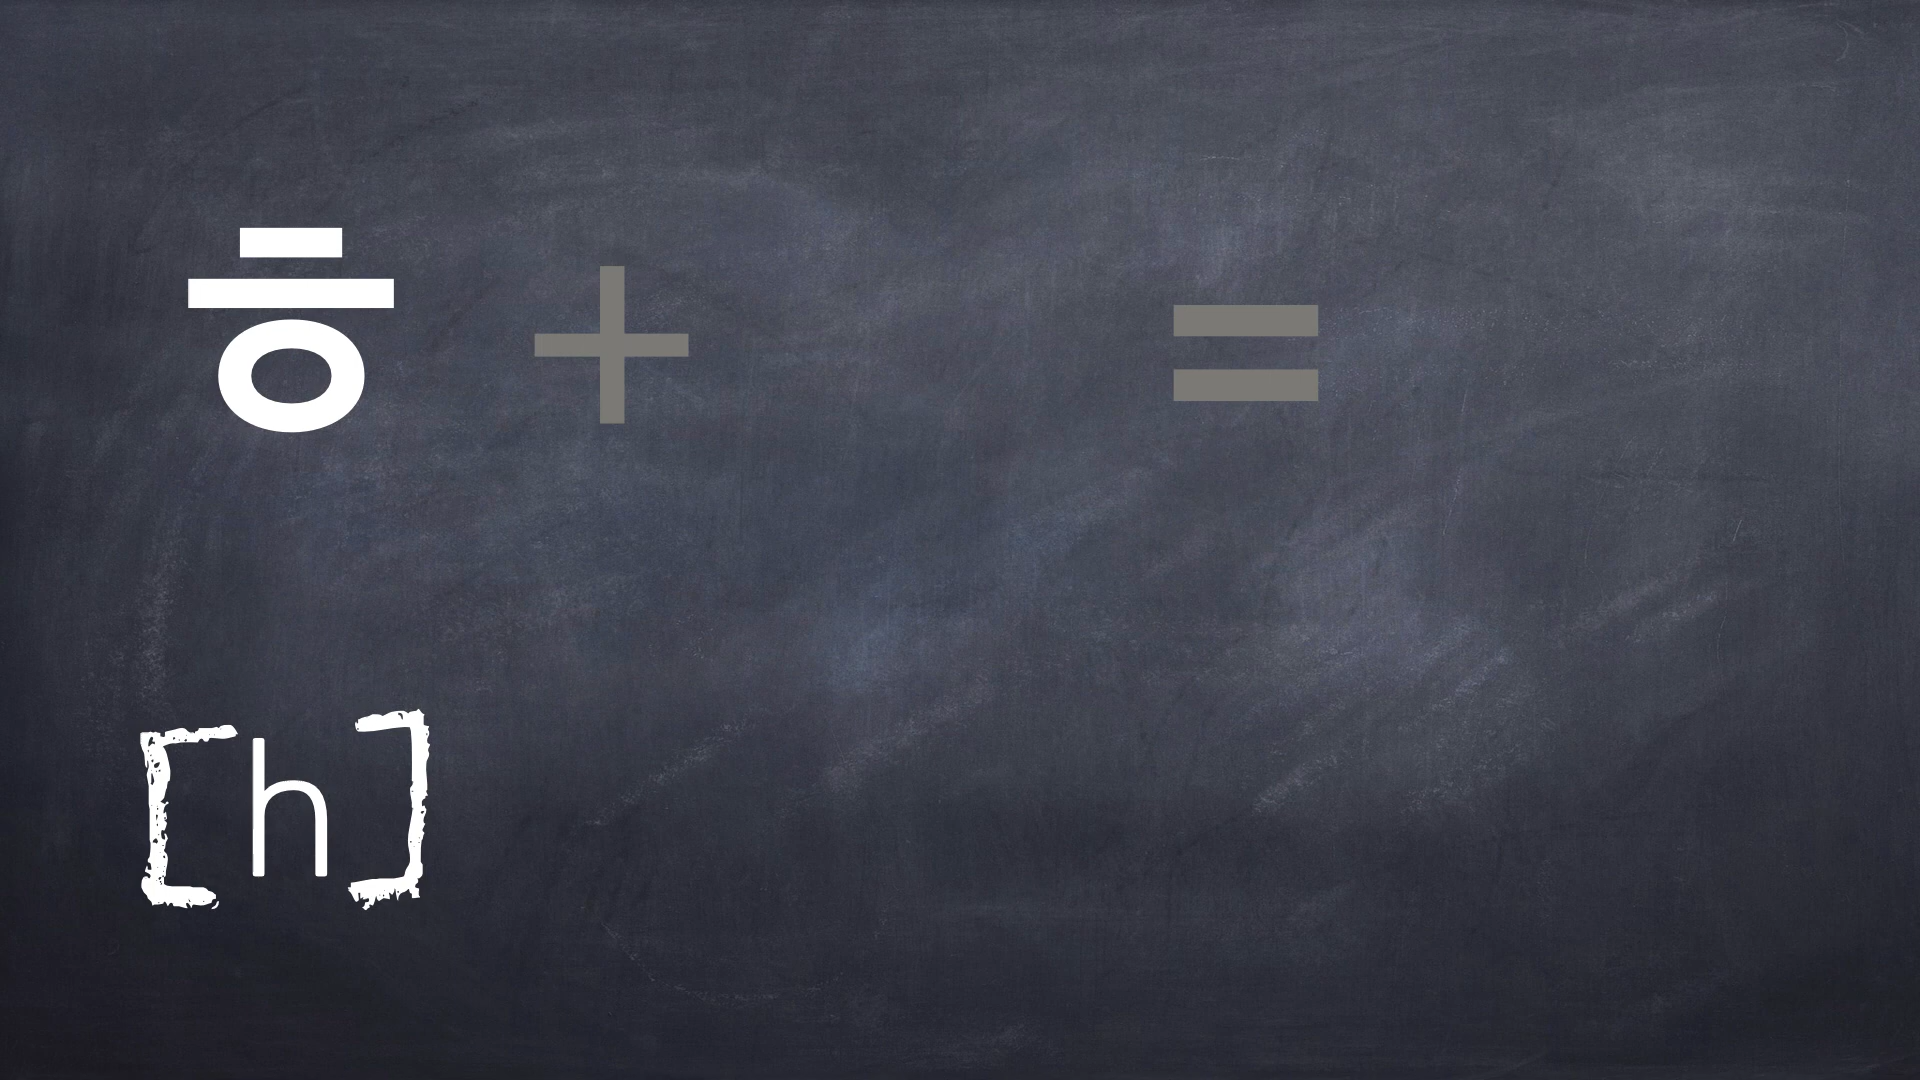 ㅎ + =
[h]